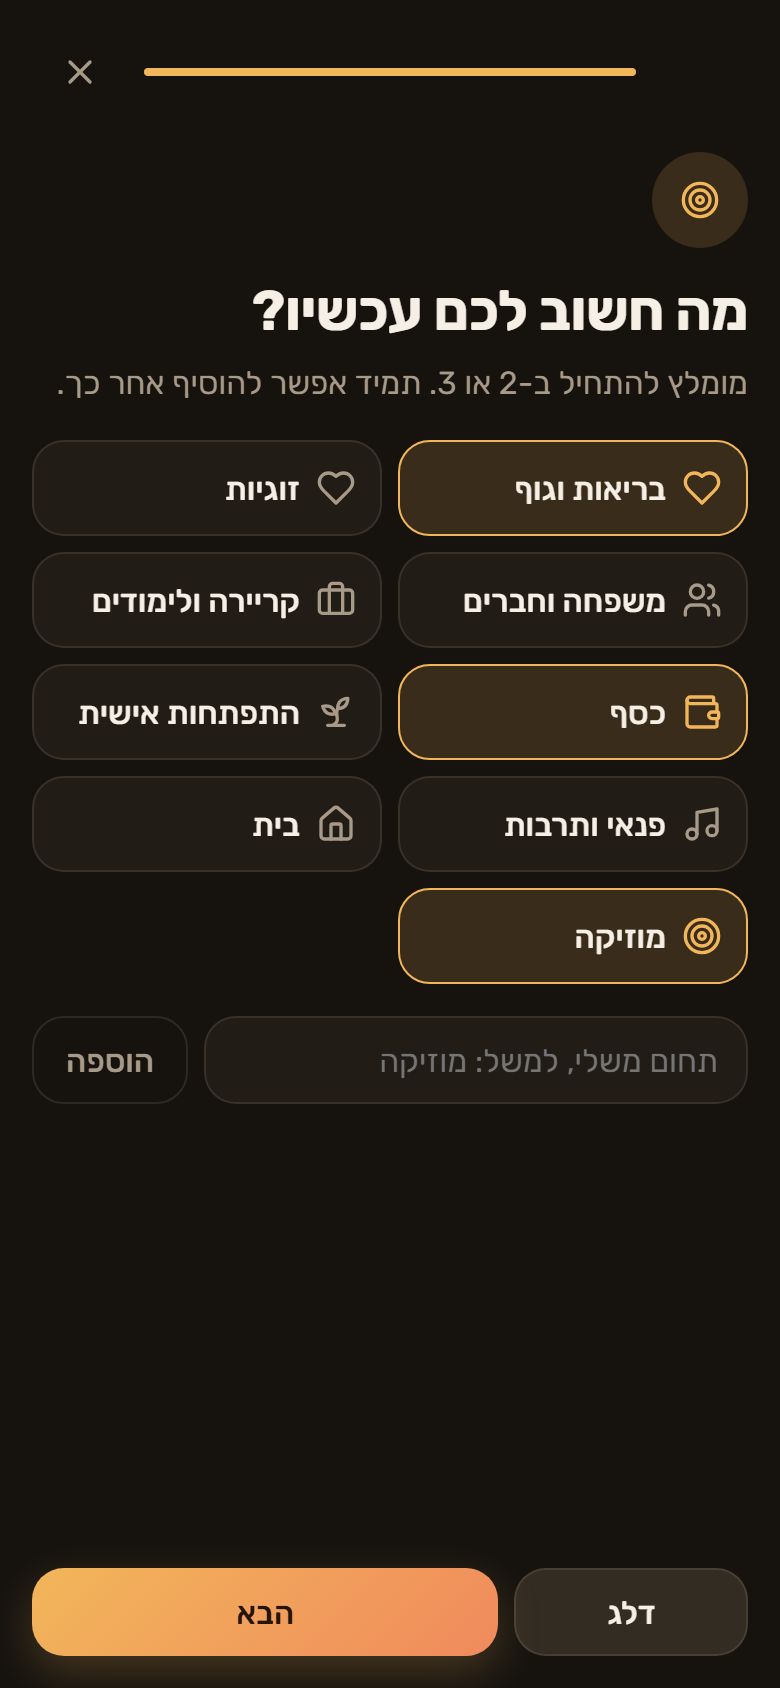 מה חשוב לכם עכשיו?
מומלץ להתחיל ב-2 או 3. תמיד אפשר להוסיף אחר כך.
בריאות וגוף
זוגיות
משפחה וחברים
קריירה ולימודים
כסף
התפתחות אישית
פנאי ותרבות
בית
מוזיקה
תחום משלי, למשל: מוזיקה
הוספה
דלג
הבא